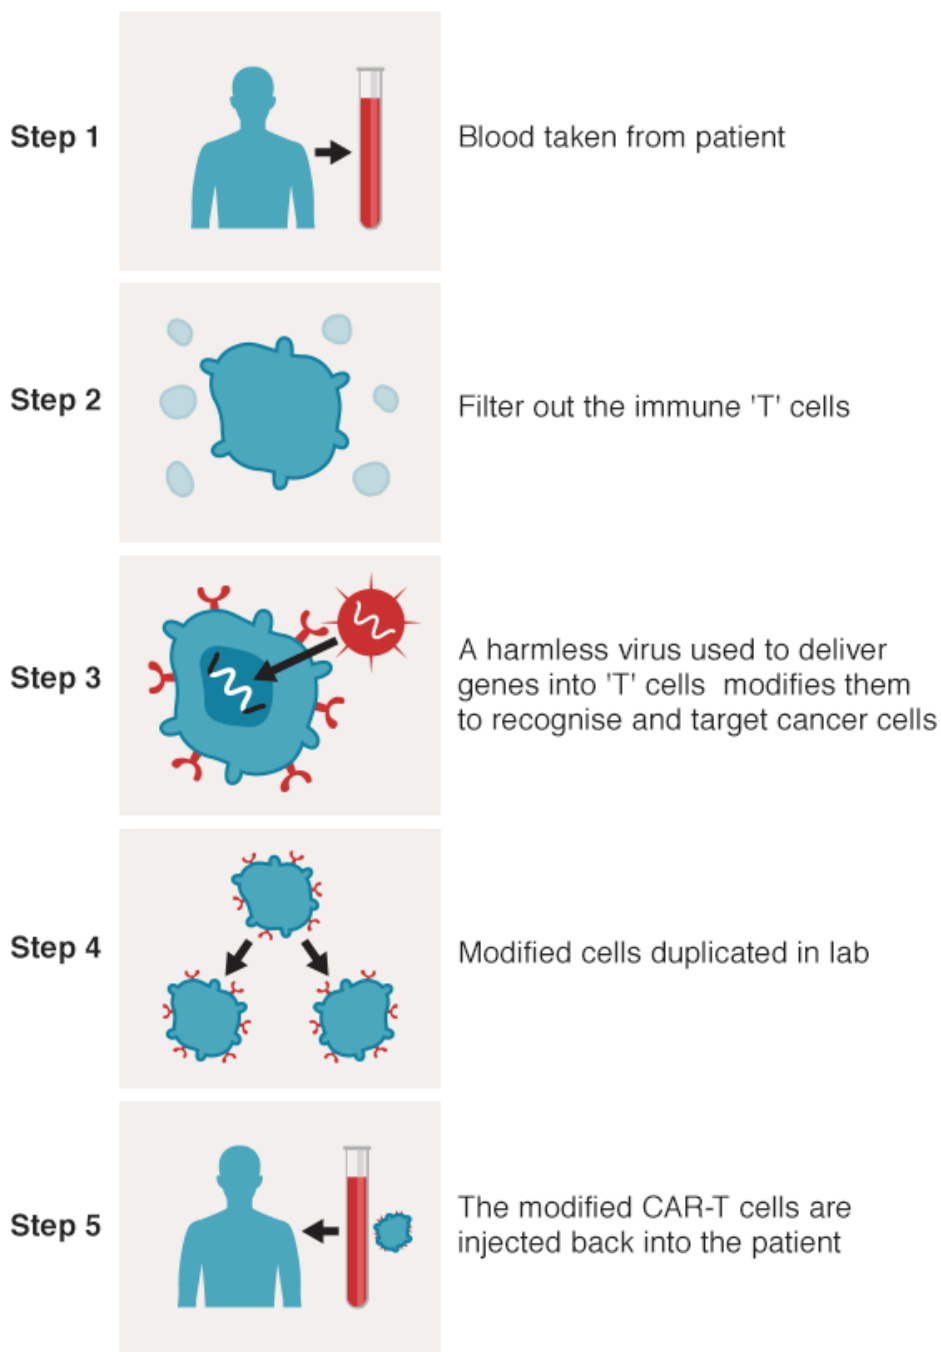 Step 1
Blood taken from patient
Step 2
Filter out the immune 'T' cells
Step 3
A harmless virus used to deliver
genes into 'T' cells  modifies them
to recognise and target cancer cells
Step 4
Modified cells duplicated in lab
Step 5
The modified CAR-T cells are
injected back into the patient